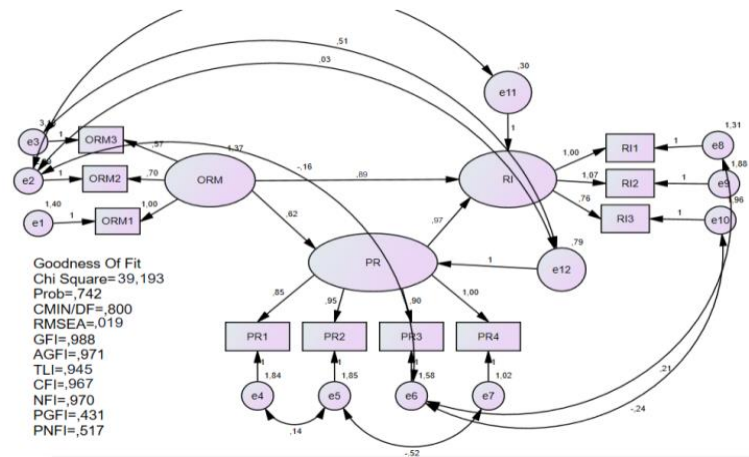 ,51
,03
,30
e11
1
3,
e3
1
ORM3
,57
1,37
-,16
e2
1
ORM2
,70
ORM
,89
RI
1,00
RI1
1
e8
1,31
1,07
RI2
1
e9
1,88
,76
RI3
1
e10
,96
1,40
e1
1
ORM1
1,00
,62
,97
,79
PR
1
e12
,85
,95
,90
1,00
PR1
PR2
PR3
PR4
1
1
1
1
1,84
1,85
1,58
1,02
e4
e5
e6
e7
,14
-,52
,21
-,24
Goodness Of Fit
Chi Square=39,193
Prob=,742
CMIN/DF=,800
RMSEA=,019
GFI=,988
AGFI=,971
TLI=,945
CFI=,967
NFI=,970
PGFI=,431
PNFI=,517